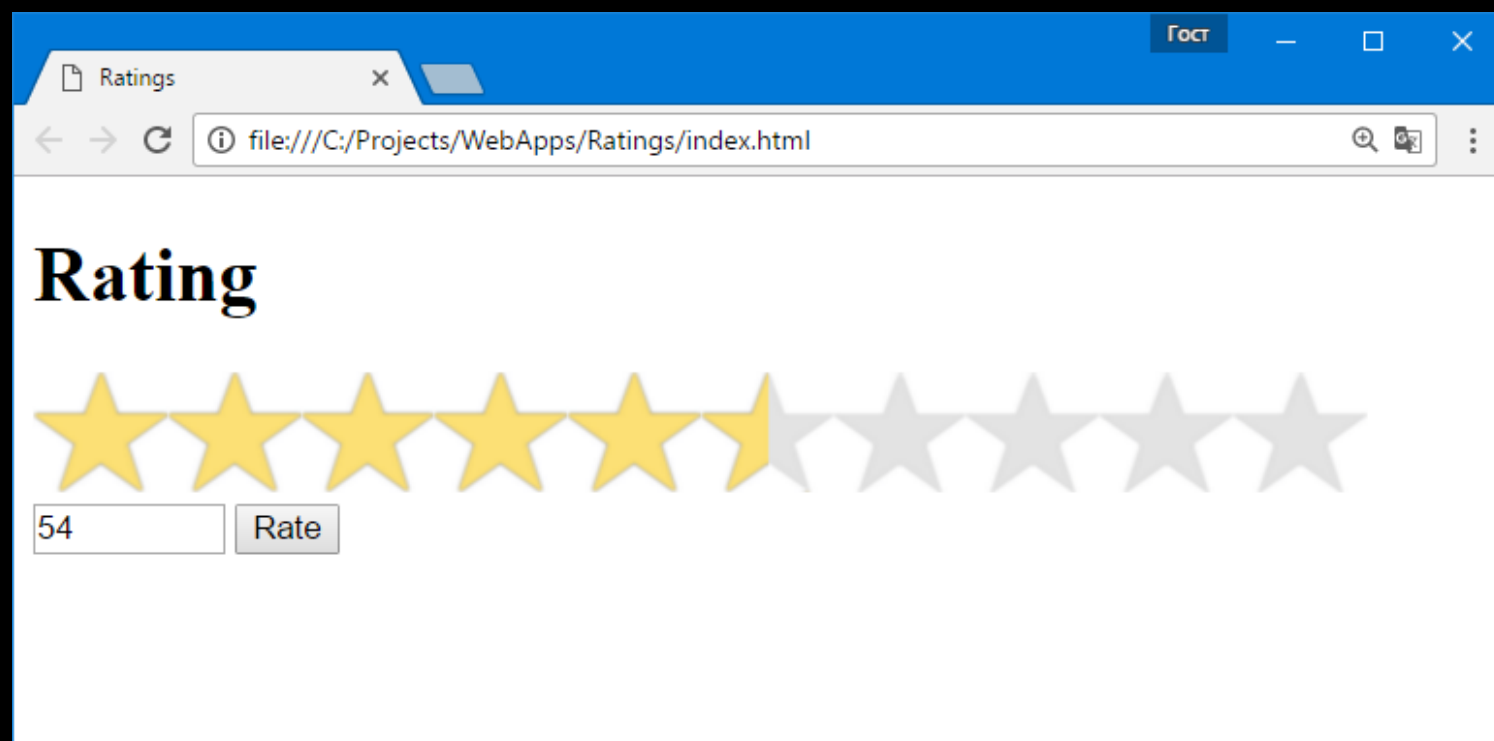 Гост
Ratings
file:///C:/Projects/WebApps/Ratings/index.html
Rating
54 Rate